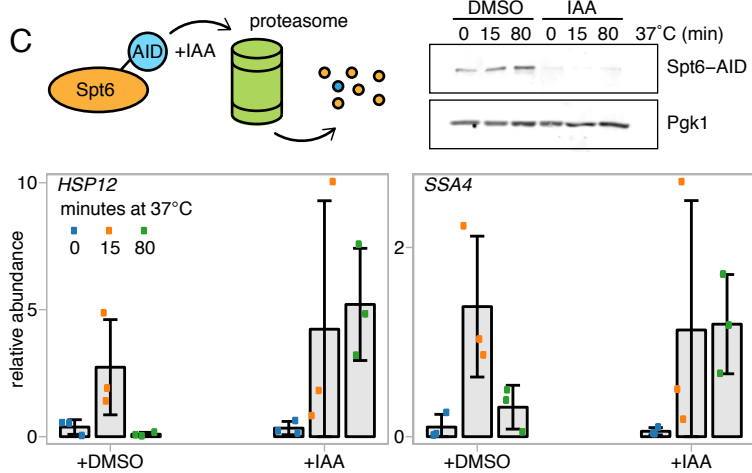 C
AID
+IAA
proteasome
Spt6
DMSO IAA
0 15 80 0 15 80 37˚C (min)
Spt6–AID
Pgk1
HSP12
minutes at 37°C
0 15 80
relative abundance
10
5
0
+DMSO +IAA
SSA4
2
0
+DMSO +IAA